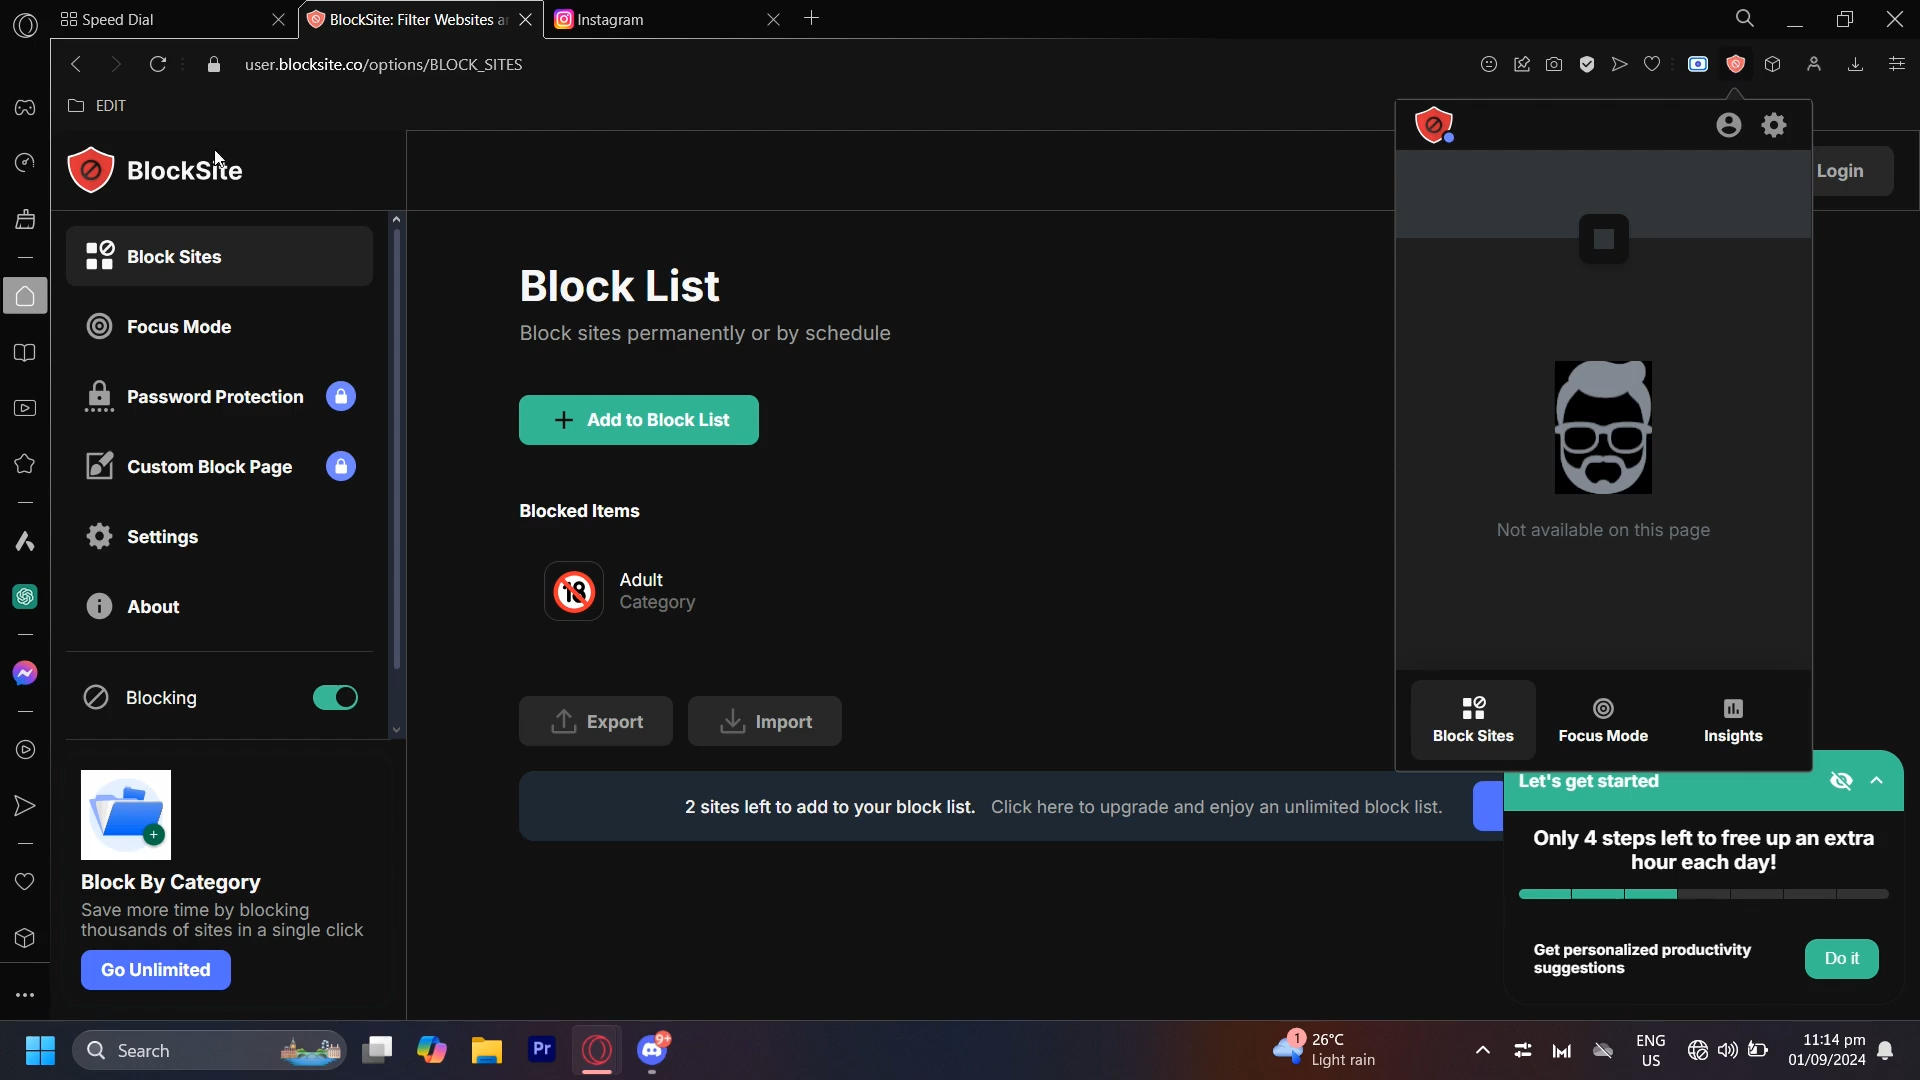 Speed Dial
BlockSite: Filter Websites ar
Instagram
user.blocksite.co/options/BLOCK_SITES
EDIT
BlockSite
Login
Block Sites
Focus Mode
Password Protection
Custom Block Page
Settings
About
Blocking
Block By Category
Save more time by blocking
thousands of sites in a single click
Go Unlimited
Block List
Block sites permanently or by schedule
+ Add to Block List
Blocked Items
18
Adult
Category
Export
Import
2 sites left to add to your block list. Click here to upgrade and enjoy an unlimited block list.
Not available on this page
Block Sites
Focus Mode
Insights
Let's get started
Only 4 steps left to free up an extra
hour each day!
Get personalized productivity
suggestions
Do it
Search
Pr
9+
1
26°C
Light rain
ENG
US
11:14 pm
01/09/2024